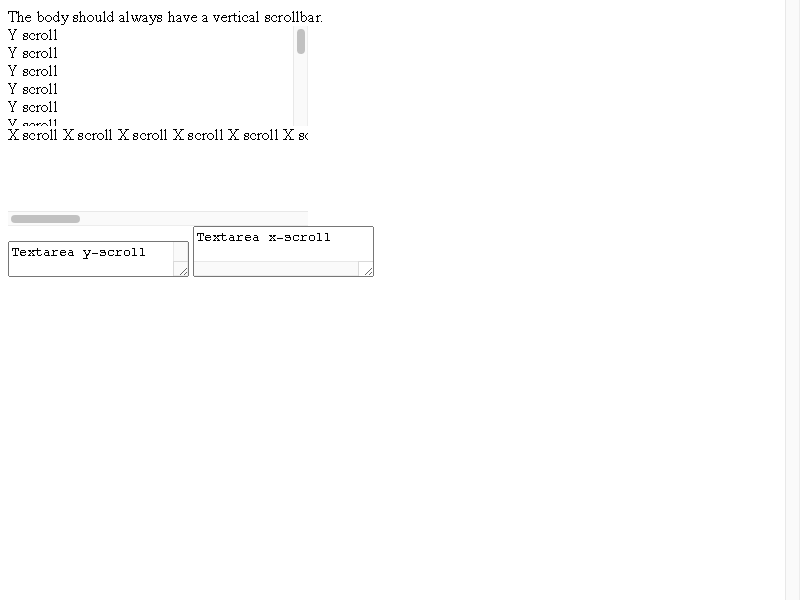 The body should always have a vertical scrollbar.
Y scroll
Y scroll
Y scroll
Y scroll
Y scroll
Y scroll
X scroll X scroll X scroll X scroll X scroll X sc
Textarea y-scroll
Textarea x-scroll